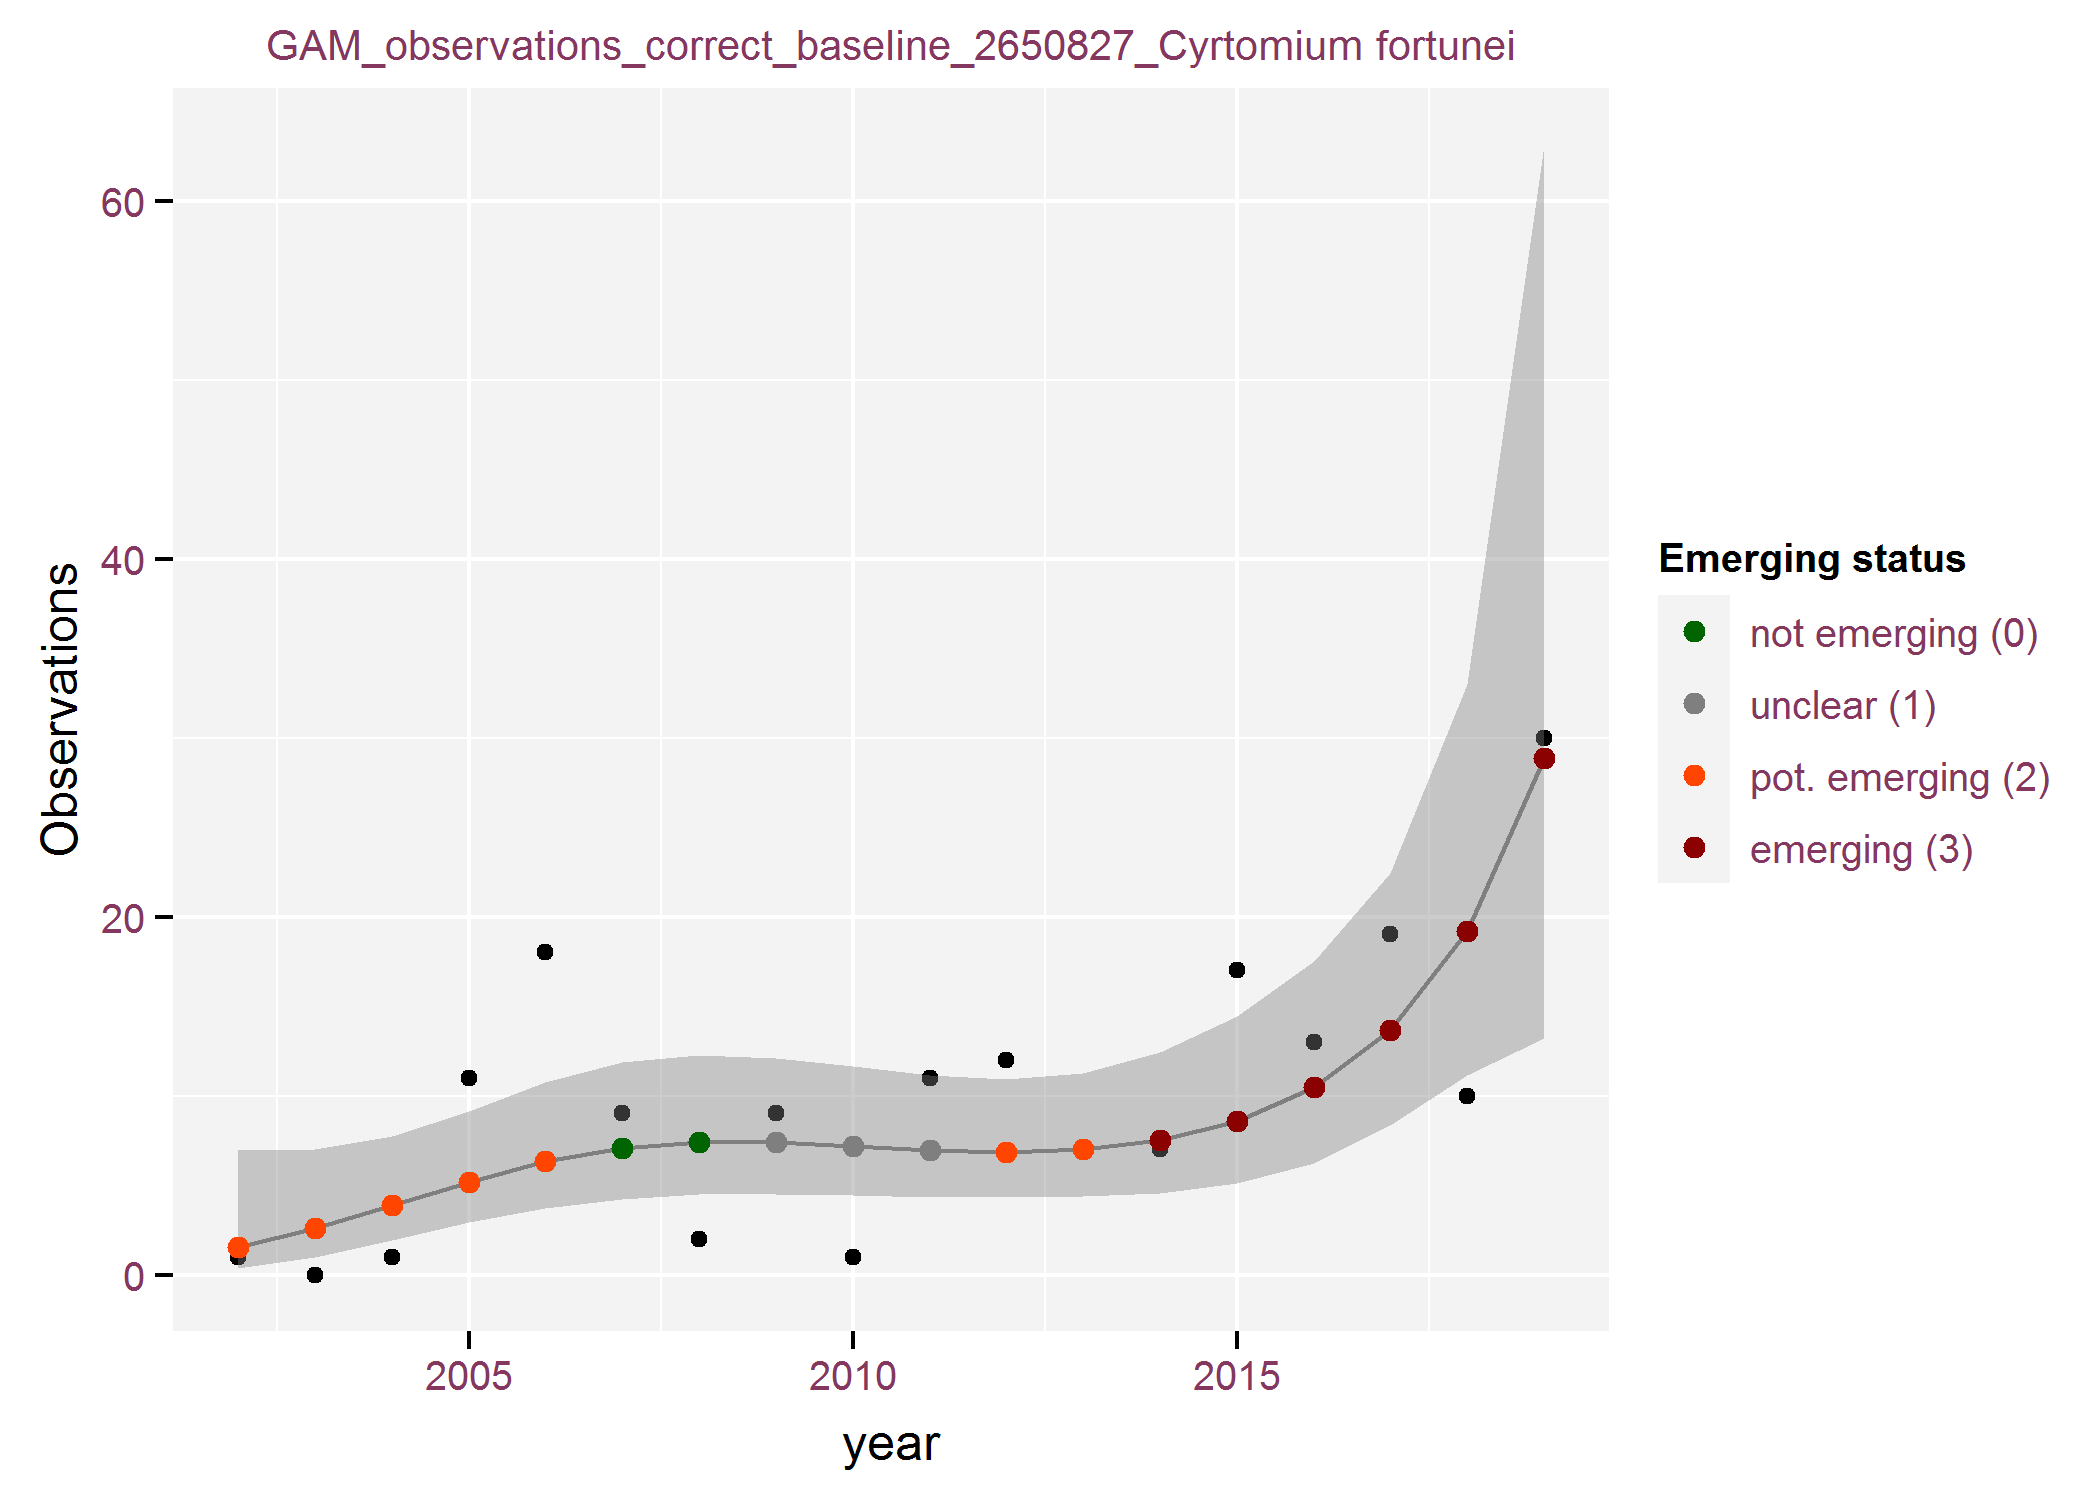 GAM_observations_correct_baseline_2650827_Cyrtomium fortunei
60
40
20
0
Observations
2005
2010
2015
year
Emerging status
not emerging (0)
unclear (1)
pot. emerging (2)
emerging (3)